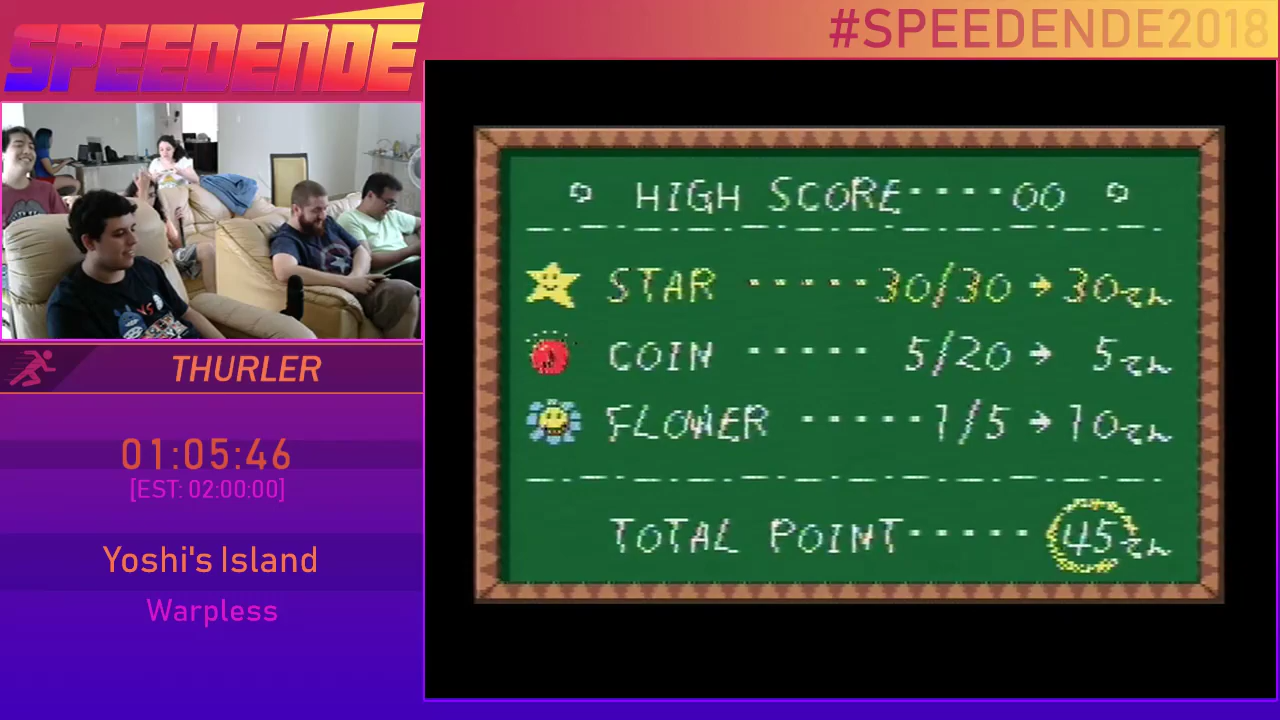 SPEEDENDE
#SPEEDENDE2018
HIGH SCORE····00
STAR ·····30/30→30てん
COIN ····· 5/20→ 5てん
FLOWER ·····1/5→10てん
TOTAL POINT·····45てん
THURLER
01:05:46
[EST: 02:00:00]
Yoshi's Island
Warpless